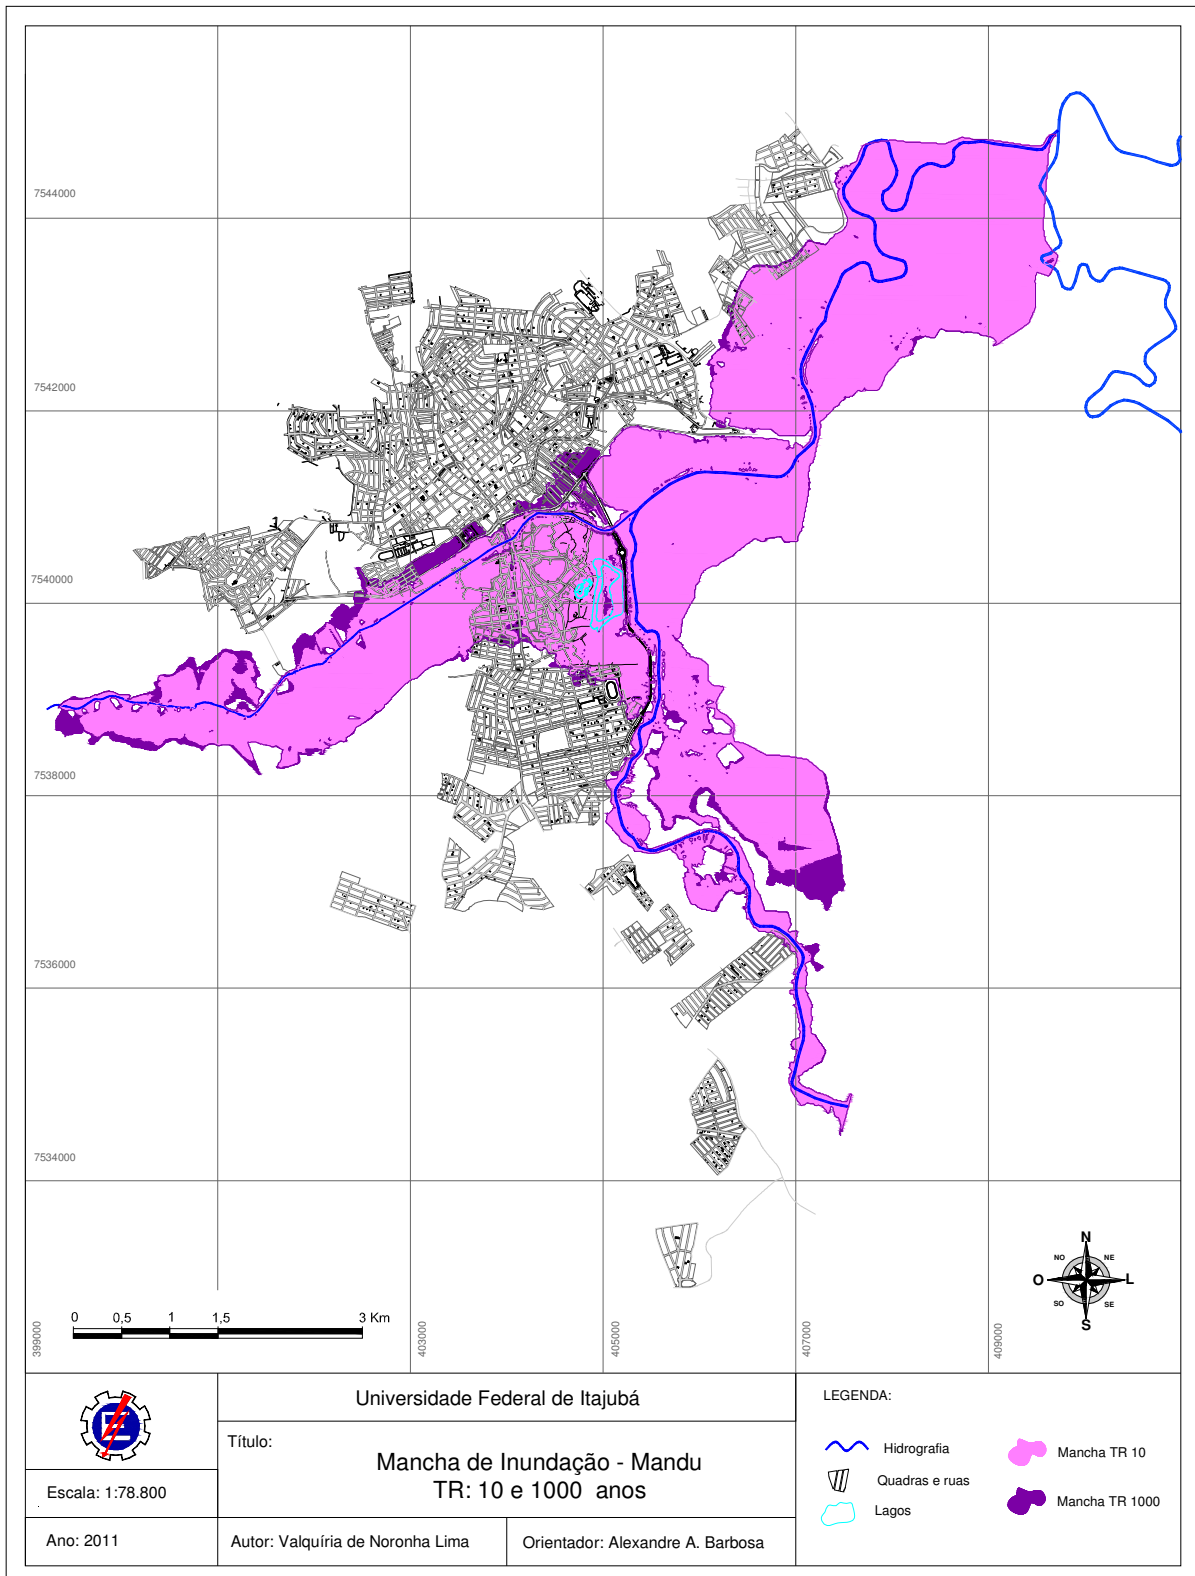 7544000
7542000
7540000
7538000
7536000
7534000
399000
403000
405000
407000
409000
0 0,5 1 1,5 3 Km
N
NO NE
O L
SO SE
S
Universidade Federal de Itajubá
Título:
Mancha de Inundação - Mandu
TR: 10 e 1000 anos
Escala: 1:78.800
Ano: 2011
Autor: Valquíria de Noronha Lima
Orientador: Alexandre A. Barbosa
LEGENDA:
Hidrografia
Quadras e ruas
Lagos
Mancha TR 10
Mancha TR 1000